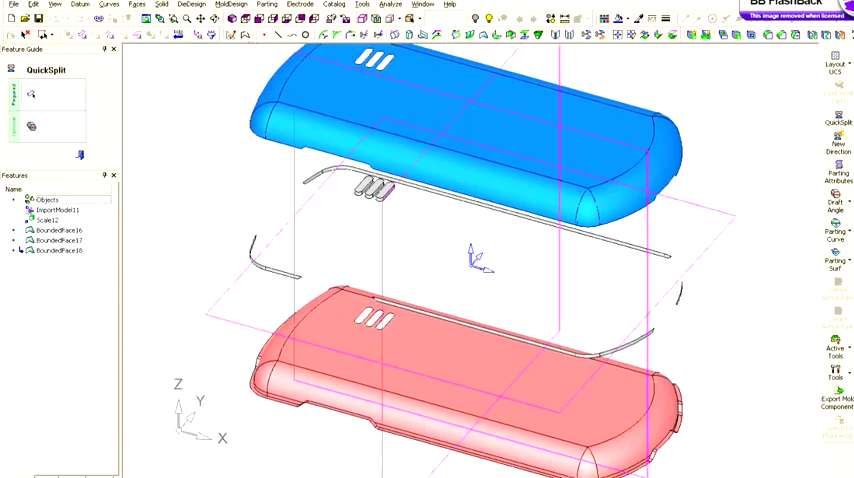 File Edit View Datum Curves Faces Solid DieDesign MoldDesign Parting Electrode Catalog Tools Analyze Window Help
BB FlashBack
This image removed when licensed
Feature Guide
QuickSplit
Required
Optional
Features
Name
Objects
ImportModel11
Scale12
BoundedFace16
BoundedFace17
BoundedFace18
Z
Y
X
Z
Y
X
Layout
UCS
QuickSplit
New
Direction
Parting
Attributes
Draft
Angle
Parting
Curve
Parting
Surf
Active
Tools
Tools
Export Mold
Component